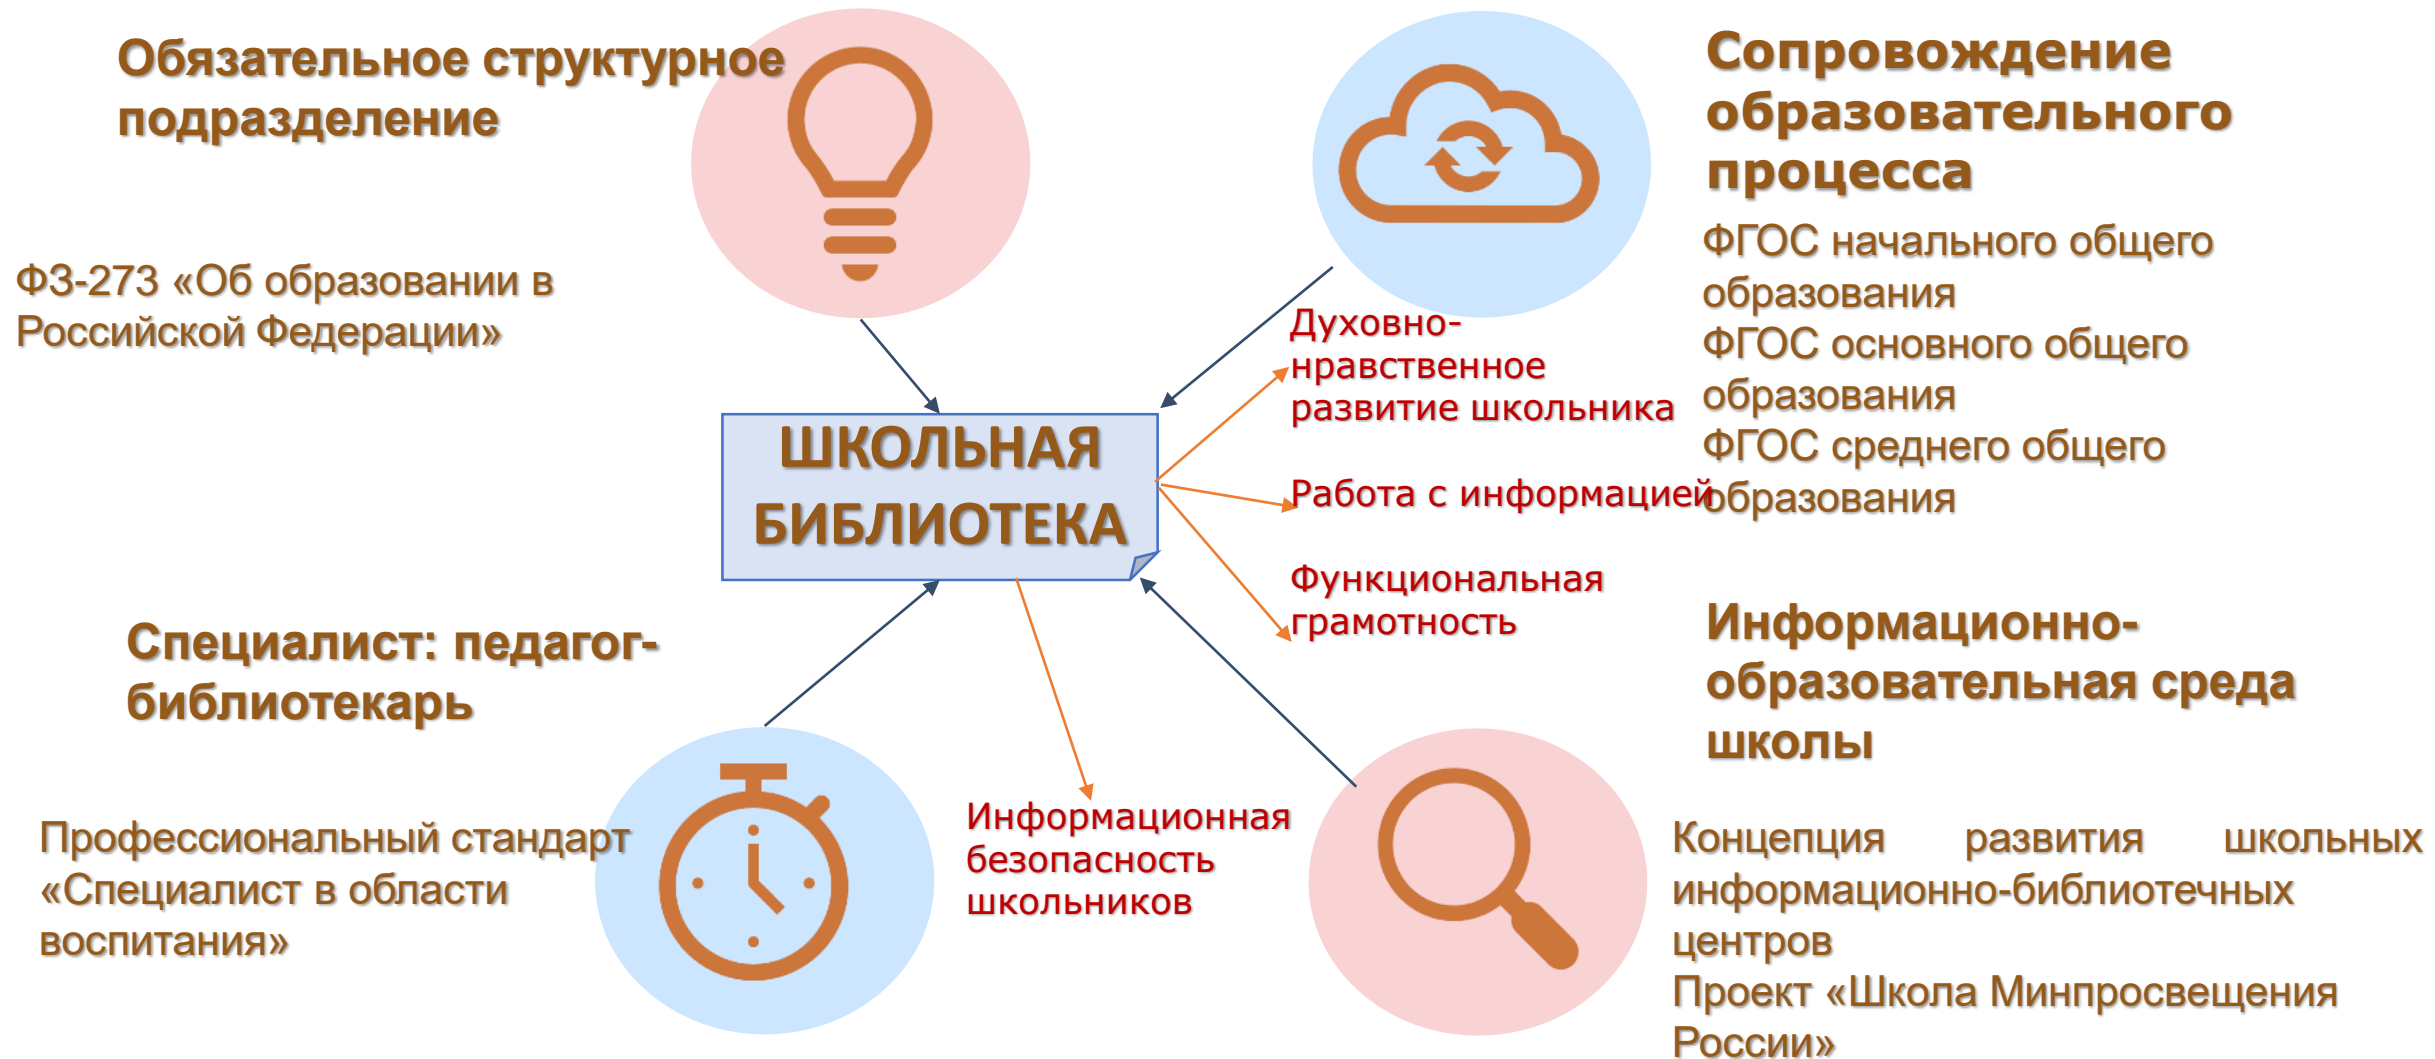 Обязательное структурное
подразделение
ФЗ-273 «Об образовании в
Российской Федерации»
Сопровождение
образовательного
процесса
ФГОС начального общего
образования
ФГОС основного общего
образования
ФГОС среднего общего
образования
Духовно-
нравственное
развитие школьника
Работа с информацией
Функциональная
грамотность
ШКОЛЬНАЯ
БИБЛИОТЕКА
Специалист: педагог-
библиотекарь
Профессиональный стандарт
«Специалист в области
воспитания»
Информационная
безопасность
школьников
Информационно-
образовательная среда
школы
Концепция развития школьных
информационно-библиотечных
центров
Проект «Школа Минпросвещения
России»